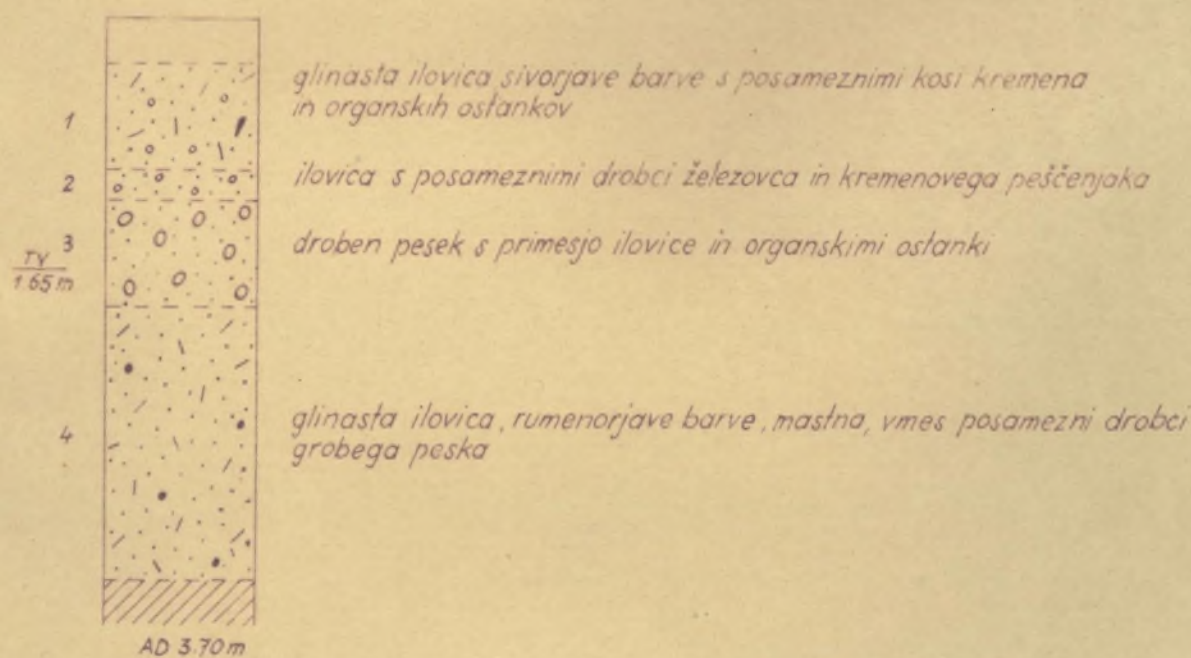 glinasta ilovica sivorjave barve s posameznimi kosi kremena
in organskih ostankov
1
2
ilovica s posameznimi drobci železovca in kremenovega peščenjaka
3
droben pesek s primesjo ilovice in organskimi ostanki
TV
1.65 m
4
glinasta ilovica, rumenorjave barve, mastna, vmes posamezni drobci
grobega peska
AD 3.70 m